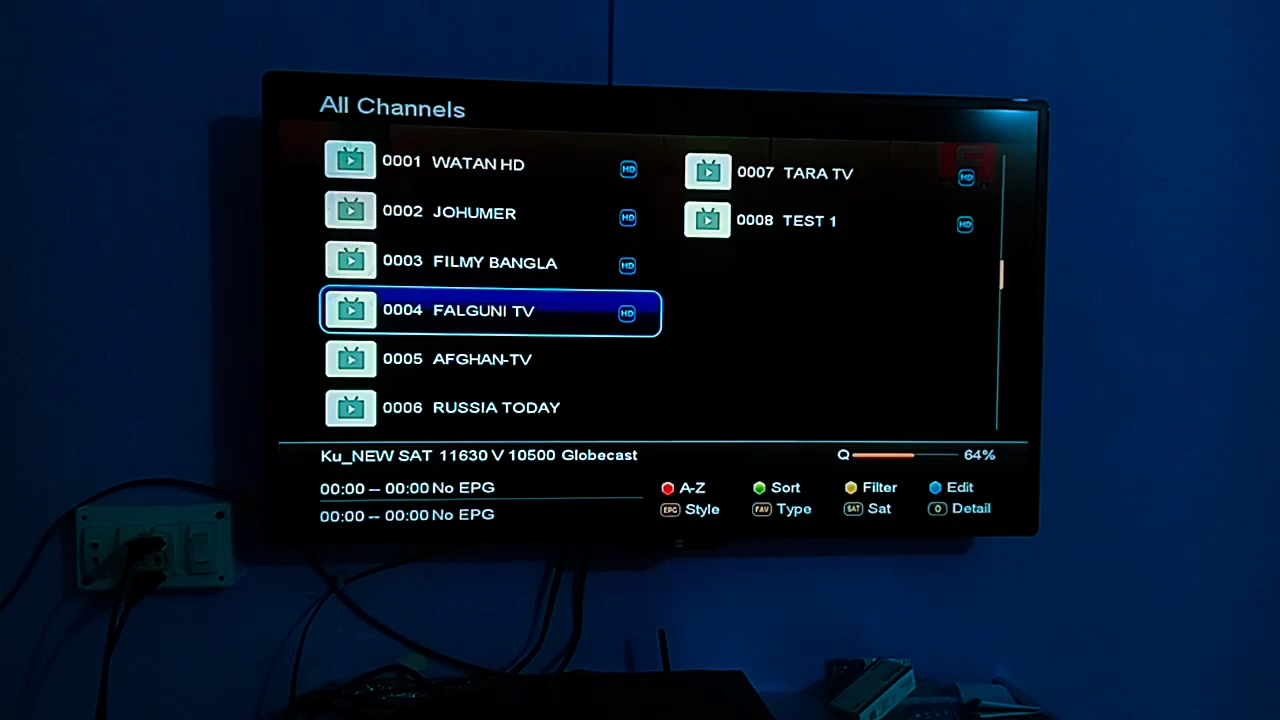 All Channels
0001 WATAN HD HD
0002 JOHUMER HD
0003 FILMY BANGLA HD
0004 FALGUNI TV HD
0005 AFGHAN-TV
0006 RUSSIA TODAY
0007 TARA TV HD
0008 TEST 1 HD
Ku_NEW SAT 11630 V 10500 Globecast
Q 64%
00:00 -- 00:00 No EPG
00:00 -- 00:00 No EPG
A-Z Sort Filter Edit
EPG Style FAV Type SAT Sat 0 Detail